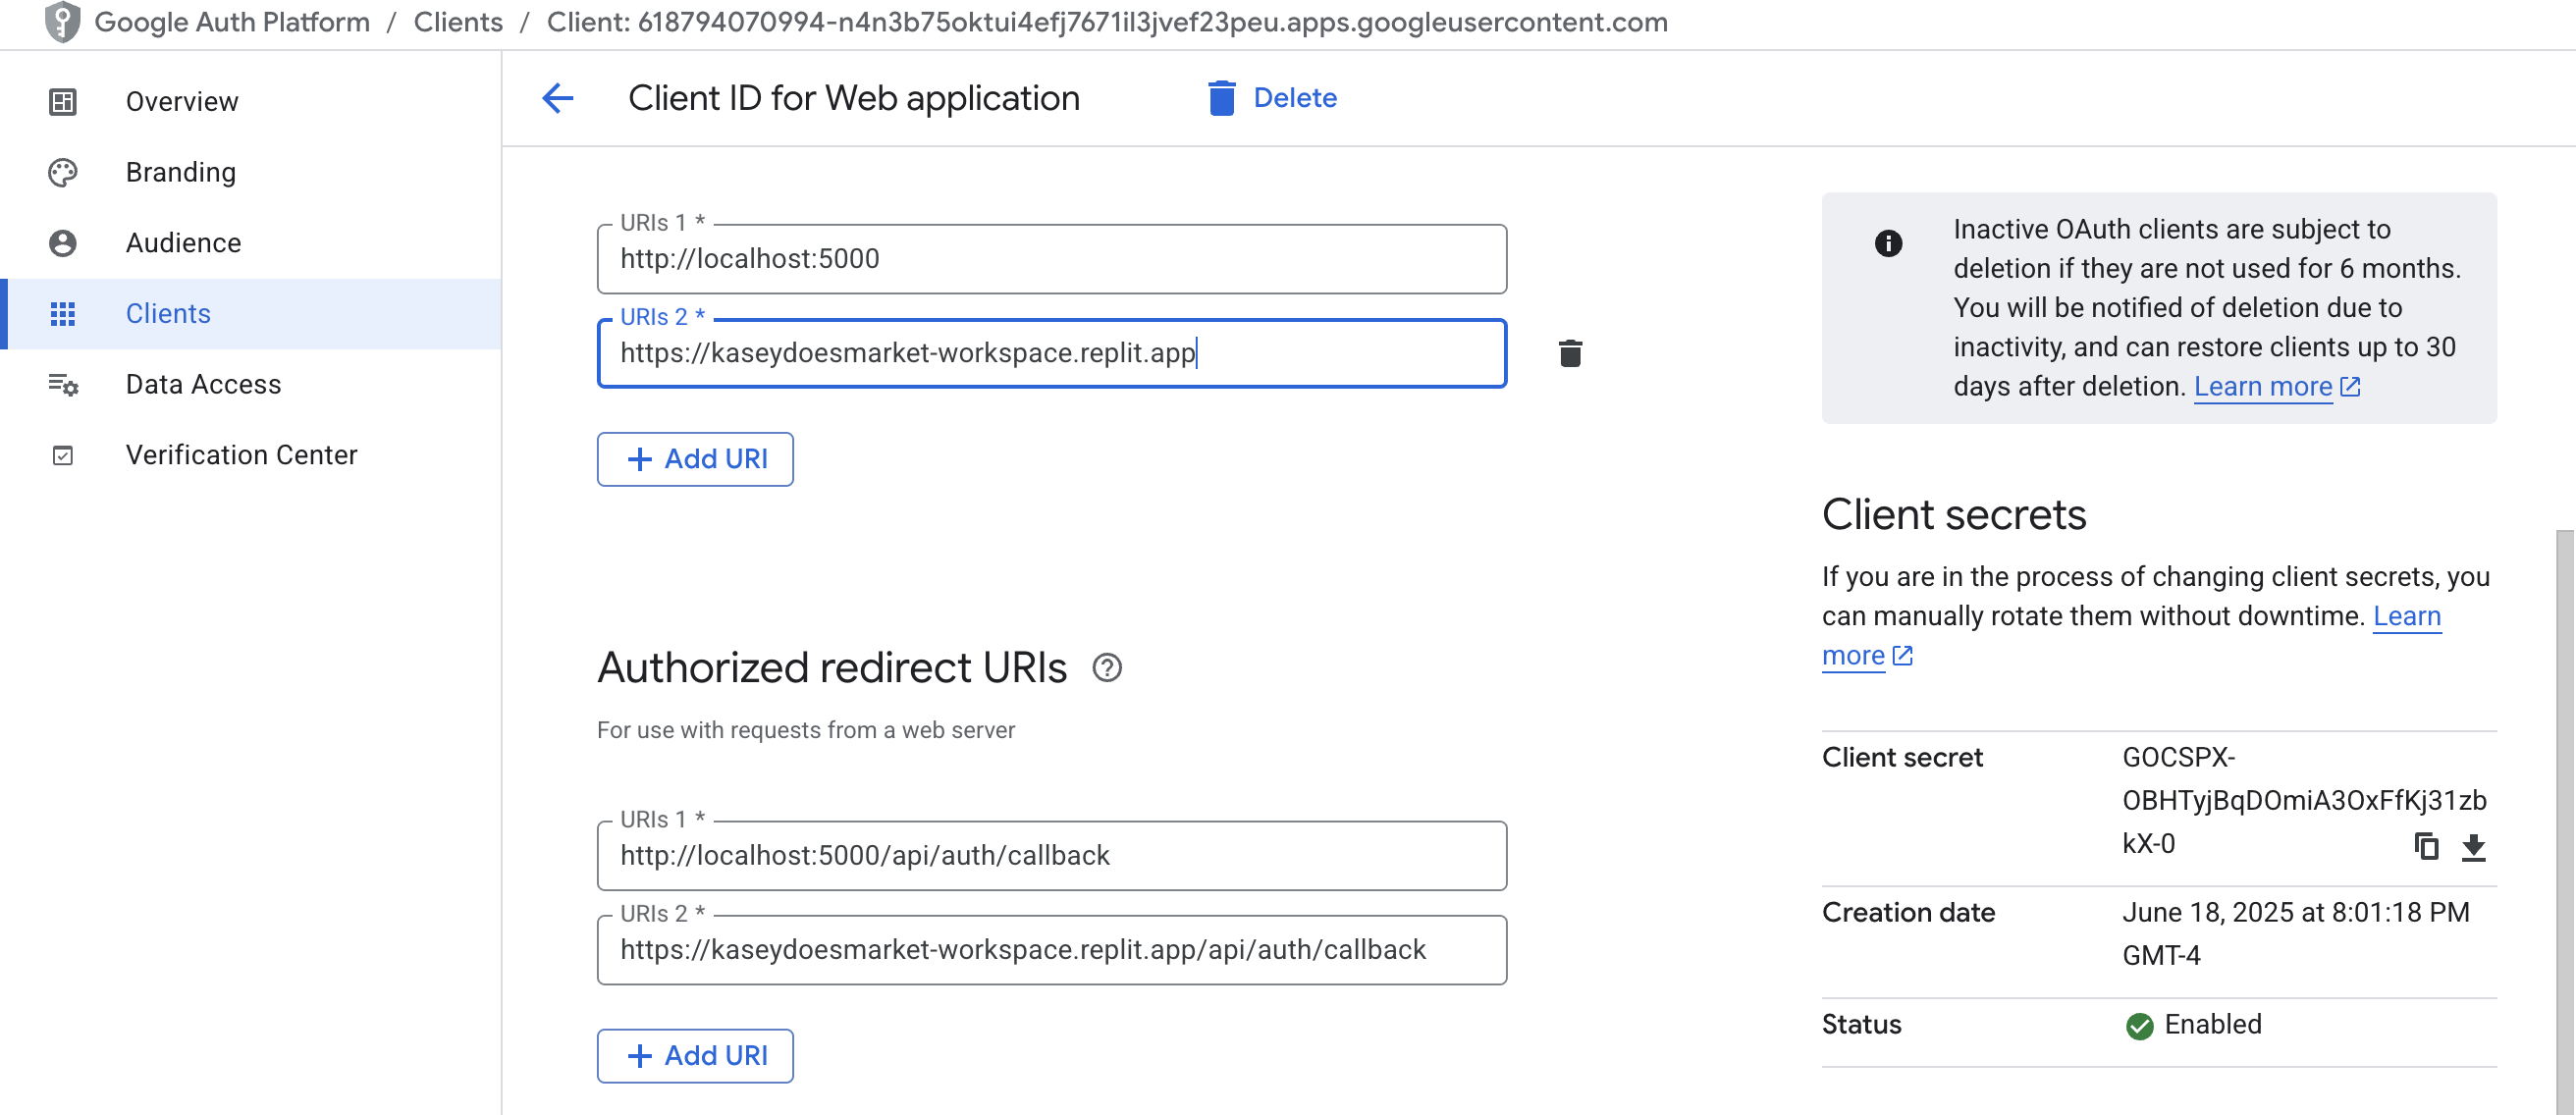 Google Auth Platform / Clients / Client: 618794070994-n4n3b75oktui4efj7671il3jvef23peu.apps.googleusercontent.com
Overview
Branding
Audience
Clients
Data Access
Verification Center
Client ID for Web application
Delete
URIs 1 *
http://localhost:5000
URIs 2 *
https://kaseydoesmarket-workspace.replit.app
Add URI
Authorized redirect URIs
For use with requests from a web server
URIs 1 *
http://localhost:5000/api/auth/callback
URIs 2 *
https://kaseydoesmarket-workspace.replit.app/api/auth/callback
Add URI
Inactive OAuth clients are subject to
deletion if they are not used for 6 months.
You will be notified of deletion due to
inactivity, and can restore clients up to 30
days after deletion. Learn more
Client secrets
If you are in the process of changing client secrets, you
can manually rotate them without downtime. Learn
more
Client secret
GOCSPX-
OBHTyjBqDOmiA3OxFfKj31zb
kX-0
Creation date
June 18, 2025 at 8:01:18 PM
GMT-4
Status
Enabled